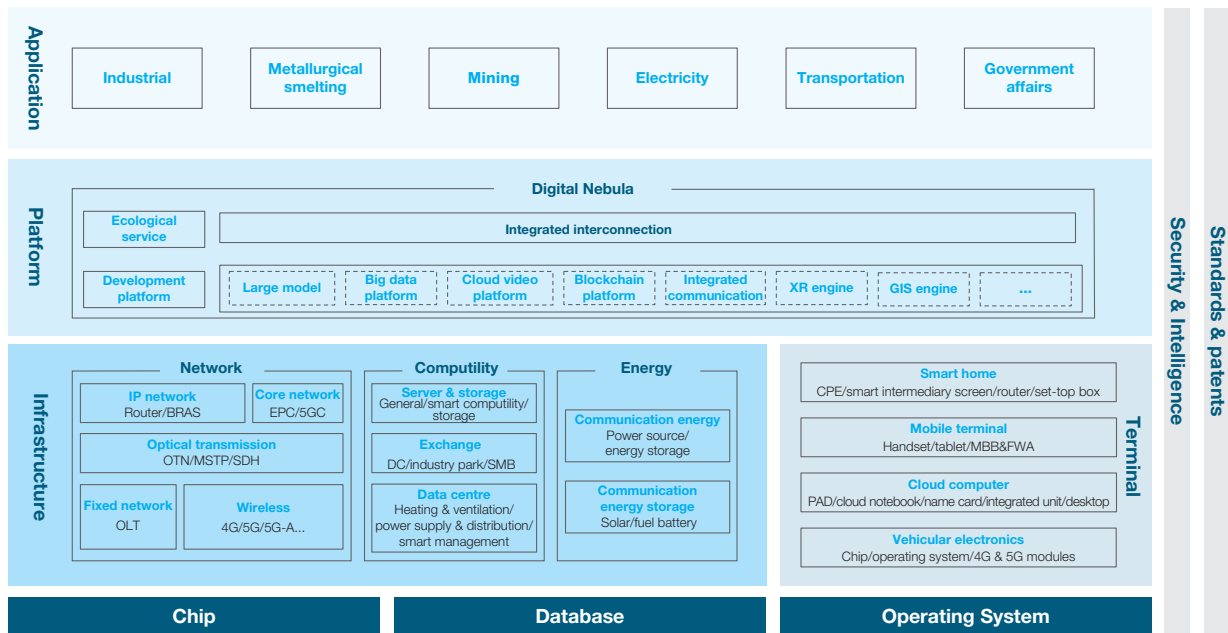 Application
Industrial
Metallurgical
smelting
Mining
Electricity
Transportation
Government
affairs
Platform
Digital Nebula
Ecological
service
Integrated interconnection
Development
platform
Large model
Big data
platform
Cloud video
platform
Blockchain
platform
Integrated
communication
XR engine
GIS engine
...
Infrastructure
Network
IP network
Router/BRAS
Core network
EPC/5GC
Optical transmission
OTN/MSTP/SDH
Fixed network
OLT
Wireless
4G/5G/5G-A...
Computility
Server & storage
General/smart computility/
storage
Exchange
DC/industry park/SMB
Data centre
Heating & ventilation/
power supply & distribution/
smart management
Energy
Communication energy
Power source/
energy storage
Communication
energy storage
Solar/fuel battery
Terminal
Smart home
CPE/smart intermediary screen/router/set-top box
Mobile terminal
Handset/tablet/MBB&FWA
Cloud computer
PAD/cloud notebook/name card/integrated unit/desktop
Vehicular electronics
Chip/operating system/4G & 5G modules
Chip
Database
Operating System
Security & Intelligence
Standards & patents